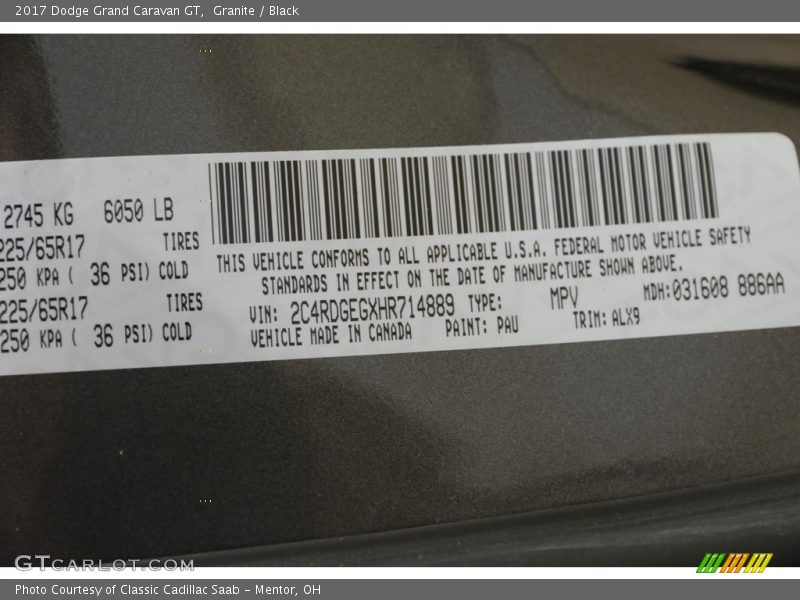 2017 Dodge Grand Caravan GT,  Granite / Black
2745 KG 6050 LB
225/65R17 TIRES
250 KPA ( 36 PSI) COLD
225/65R17 TIRES
250 KPA ( 36 PSI) COLD
THIS VEHICLE CONFORMS TO ALL APPLICABLE U.S.A. FEDERAL MOTOR VEHICLE SAFETY
STANDARDS IN EFFECT ON THE DATE OF MANUFACTURE SHOWN ABOVE.
VIN: 2C4RDGEGXHR714889 TYPE: MPV MDH:031608 886AA
VEHICLE MADE IN CANADA PAINT: PAU TRIM: ALX9
GTCARLOT.COM
Photo Courtesy of Classic Cadillac Saab - Mentor, OH